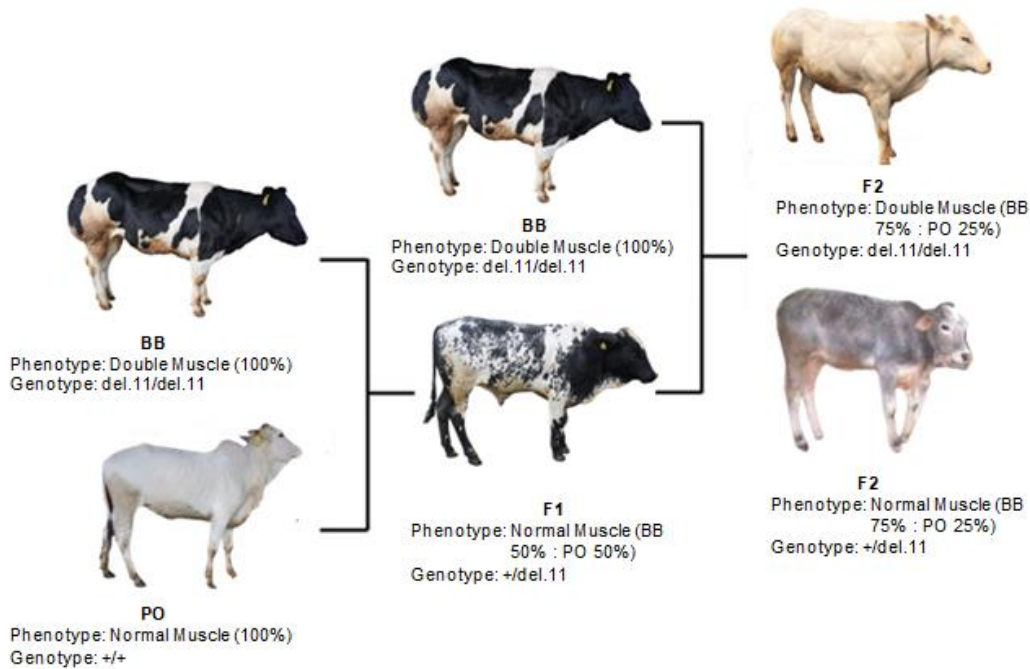 BB
Phenotype: Double Muscle (100%)
Genotype: del.11/del.11
PO
Phenotype: Normal Muscle (100%)
Genotype: +/+
BB
Phenotype: Double Muscle (100%)
Genotype: del.11/del.11
F1
Phenotype: Normal Muscle (BB
50% : PO 50%)
Genotype: +/del.11
F2
Phenotype: Double Muscle (BB
75% : PO 25%)
Genotype: del.11/del.11
F2
Phenotype: Normal Muscle (BB
75% : PO 25%)
Genotype: +/del.11